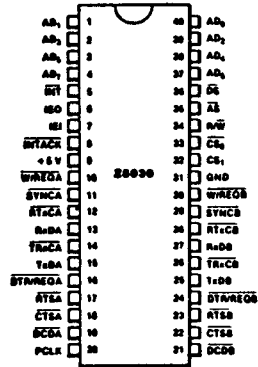 AD₁ 1 40 AD₀
AD₃ 2 39 AD₂
AD₅ 3 38 AD₄
AD₇ 4 37 AD₆
INT 5 36 DS
IEO 6 35 AS
IEI 7 34 R/W
INTACK 8 33 CS₀
+5 V 9 32 CS₁
Z8030
W/REQA 10 31 GND
SYNCA 11 30 W/REQB
RTxCA 12 29 SYNCB
RxDA 13 28 RTxCB
TRxCA 14 27 RxDB
TxDA 15 26 TRxCB
DTR/REQA 16 25 TxDB
RTSA 17 24 DTR/REQB
CTSA 18 23 RTSB
DCDA 19 22 CTSB
PCLK 20 21 DCDB